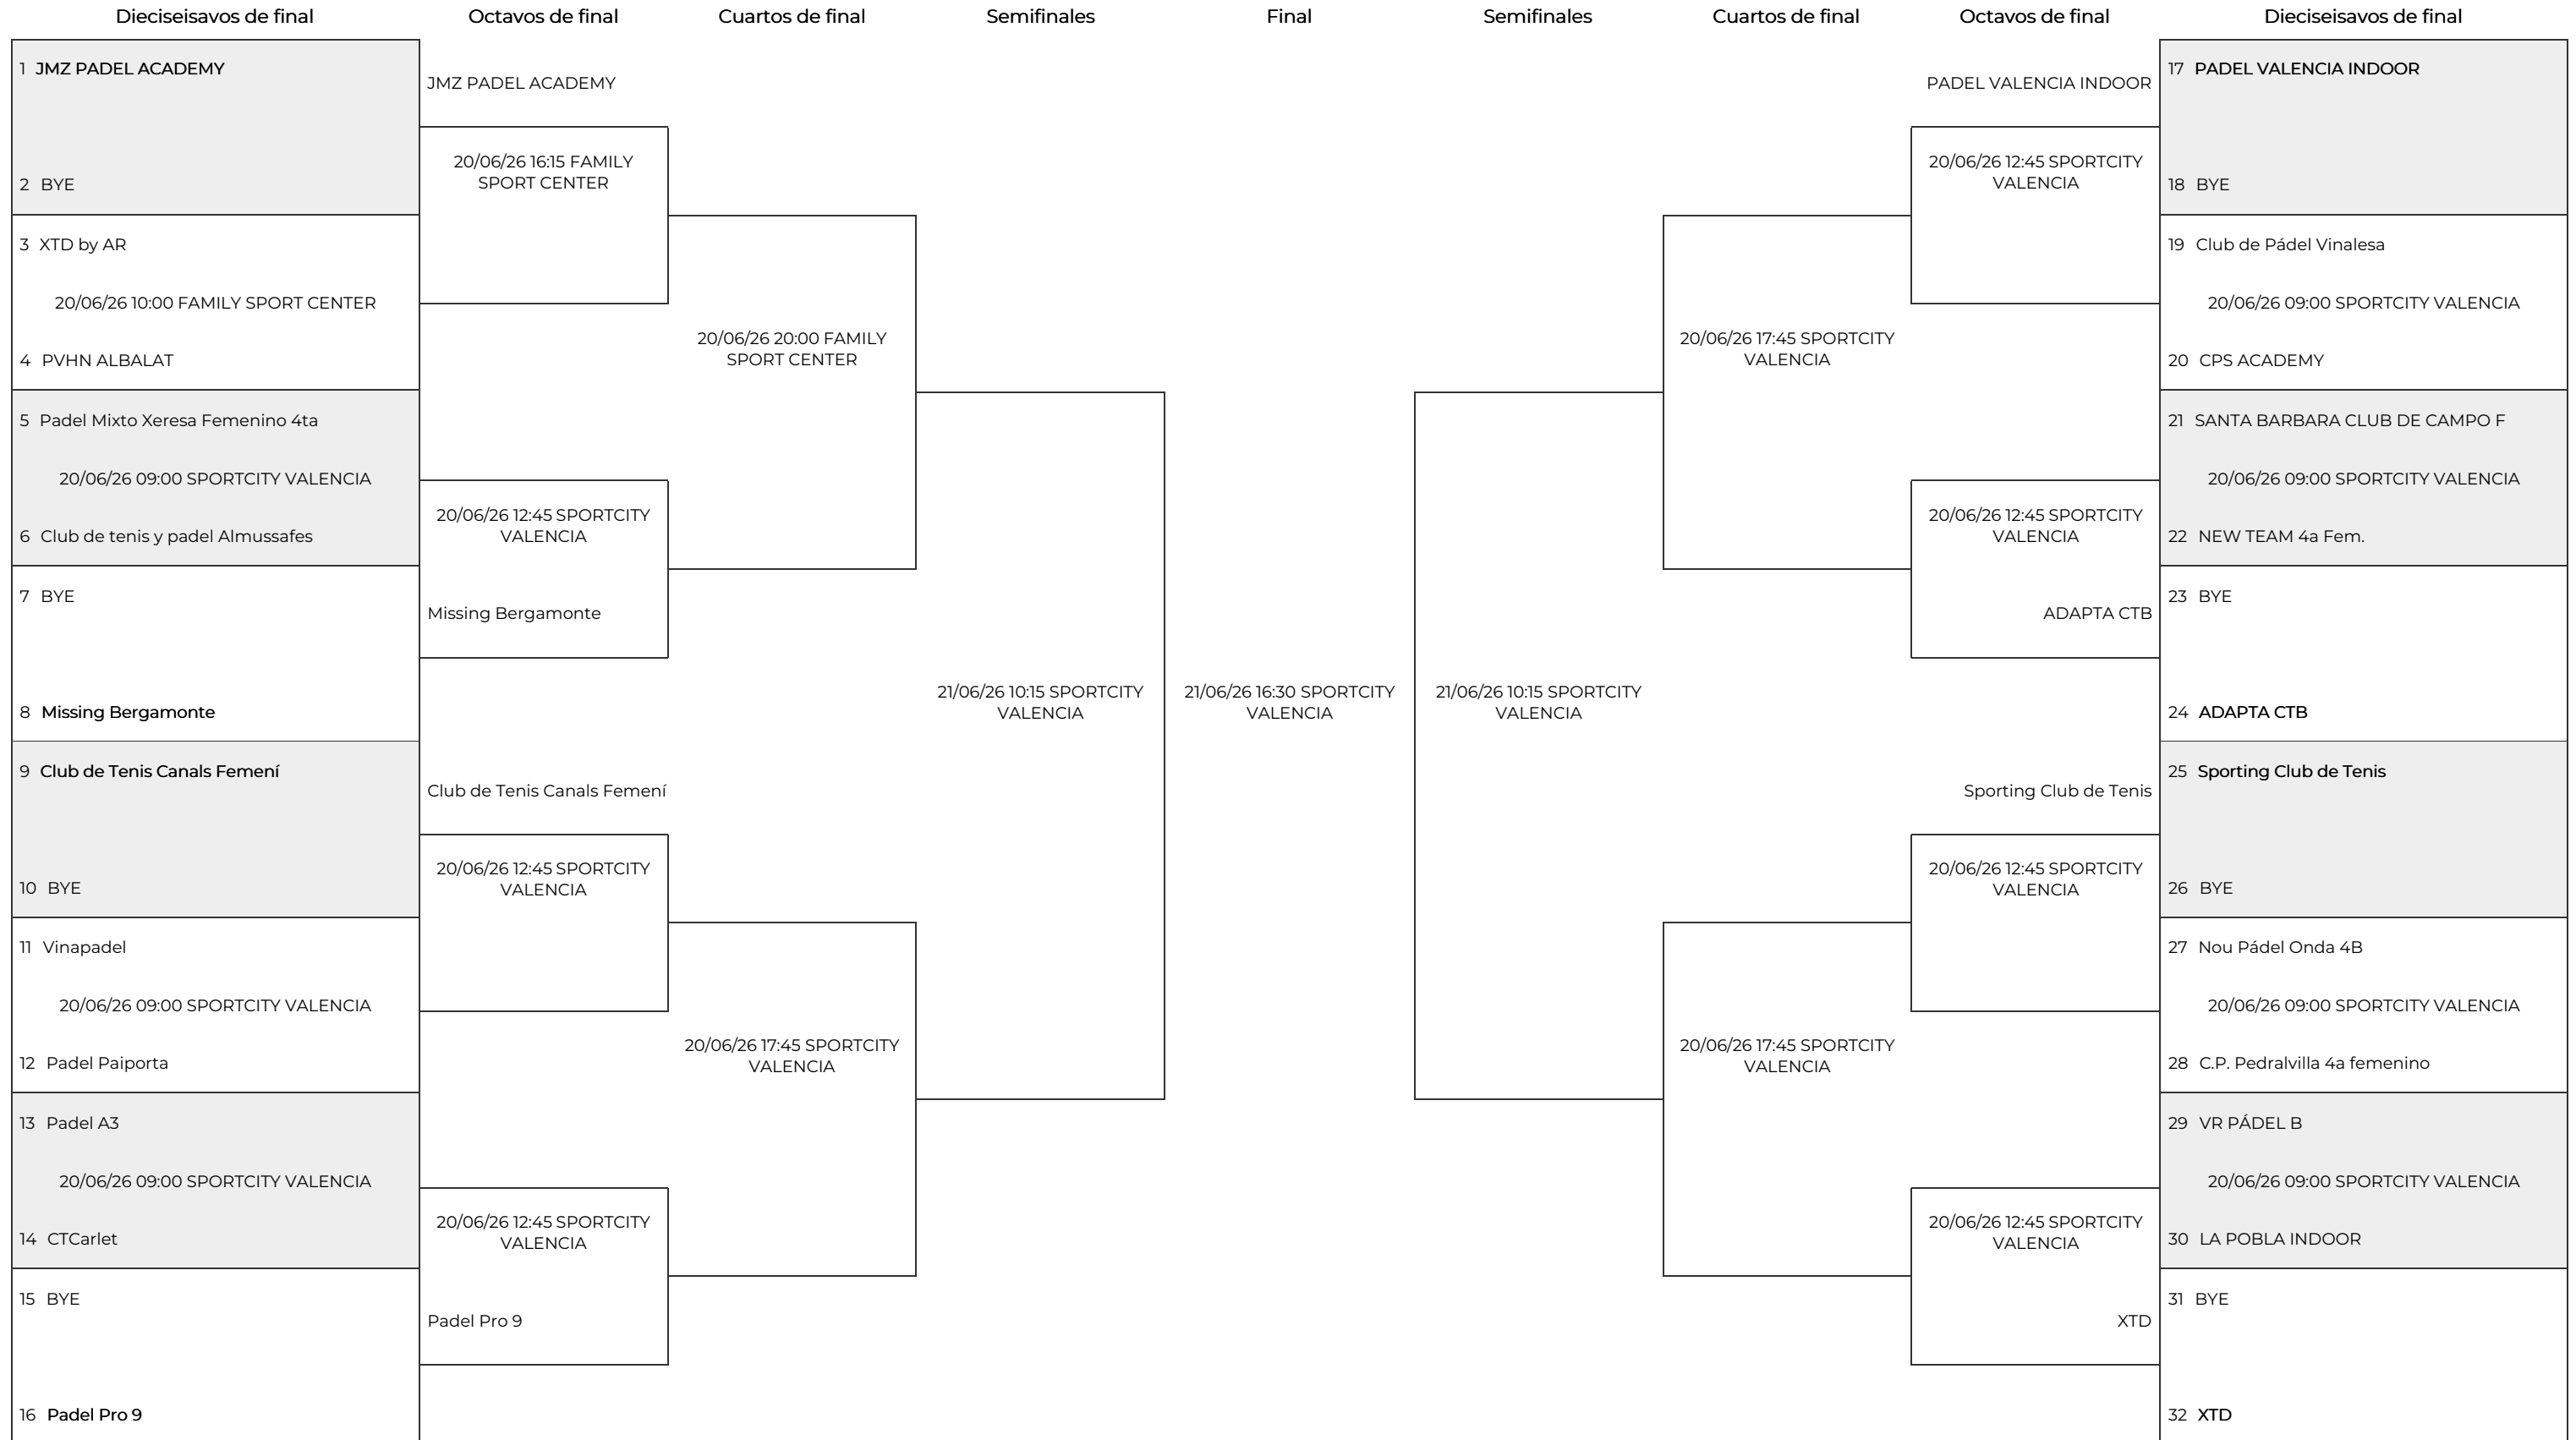 Dieciseisavos de final
Octavos de final
Cuartos de final
Semifinales
Final
Semifinales
Cuartos de final
Octavos de final
Dieciseisavos de final
1 JMZ PADEL ACADEMY
2 BYE
3 XTD by AR
20/06/26 10:00 FAMILY SPORT CENTER
4 PVHN ALBALAT
5 Padel Mixto Xeresa Femenino 4ta
20/06/26 09:00 SPORTCITY VALENCIA
6 Club de tenis y padel Almussafes
7 BYE
8 Missing Bergamonte
9 Club de Tenis Canals Femení
10 BYE
11 Vinapadel
20/06/26 09:00 SPORTCITY VALENCIA
12 Padel Paiporta
13 Padel A3
20/06/26 09:00 SPORTCITY VALENCIA
14 CTCarlet
15 BYE
16 Padel Pro 9
JMZ PADEL ACADEMY
20/06/26 16:15 FAMILY
SPORT CENTER
20/06/26 12:45 SPORTCITY
VALENCIA
Missing Bergamonte
Club de Tenis Canals Femení
20/06/26 12:45 SPORTCITY
VALENCIA
20/06/26 12:45 SPORTCITY
VALENCIA
Padel Pro 9
20/06/26 20:00 FAMILY
SPORT CENTER
20/06/26 17:45 SPORTCITY
VALENCIA
21/06/26 10:15 SPORTCITY
VALENCIA
21/06/26 16:30 SPORTCITY
VALENCIA
21/06/26 10:15 SPORTCITY
VALENCIA
20/06/26 17:45 SPORTCITY
VALENCIA
20/06/26 17:45 SPORTCITY
VALENCIA
PADEL VALENCIA INDOOR
20/06/26 12:45 SPORTCITY
VALENCIA
20/06/26 12:45 SPORTCITY
VALENCIA
ADAPTA CTB
Sporting Club de Tenis
20/06/26 12:45 SPORTCITY
VALENCIA
20/06/26 12:45 SPORTCITY
VALENCIA
XTD
17 PADEL VALENCIA INDOOR
18 BYE
19 Club de Pádel Vinalesa
20/06/26 09:00 SPORTCITY VALENCIA
20 CPS ACADEMY
21 SANTA BARBARA CLUB DE CAMPO F
20/06/26 09:00 SPORTCITY VALENCIA
22 NEW TEAM 4a Fem.
23 BYE
24 ADAPTA CTB
25 Sporting Club de Tenis
26 BYE
27 Nou Pádel Onda 4B
20/06/26 09:00 SPORTCITY VALENCIA
28 C.P. Pedralvilla 4a femenino
29 VR PÁDEL B
20/06/26 09:00 SPORTCITY VALENCIA
30 LA POBLA INDOOR
31 BYE
32 XTD